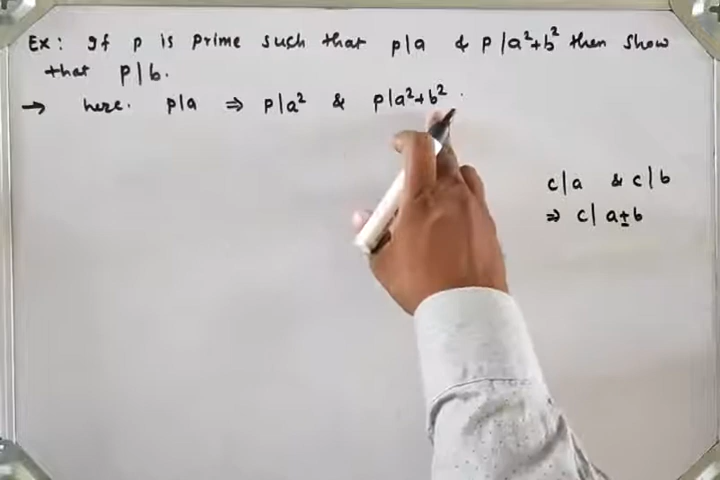 Ex: If p is prime such that p|a & p|a²+b² then show
that p|b.
→ here. p|a ⇒ p|a² & p|a²+b².
c|a & c|b
⇒ c|a±b